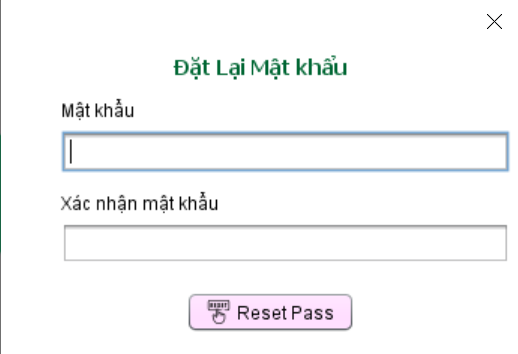 Đặt Lại Mật khẩu
Mật khẩu
Xác nhận mật khẩu
Reset Pass